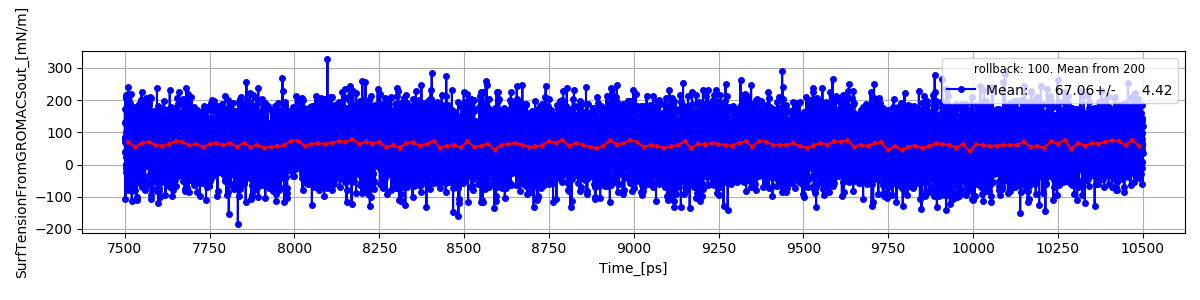 SurfTensionFromGROMACSout_[mN/m]
300
200
100
0
−100
−200
rollback: 100. Mean from 200
Mean: 67.06+/- 4.42
7500 7750 8000 8250 8500 8750 9000 9250 9500 9750 10000 10250 10500
Time_[ps]